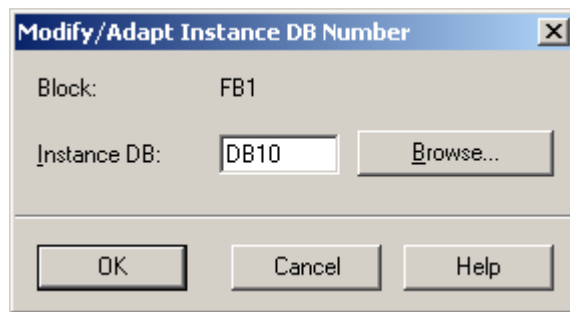 Modify/Adapt Instance DB Number
Block: FB1
Instance DB: DB10 Browse...
OK Cancel Help